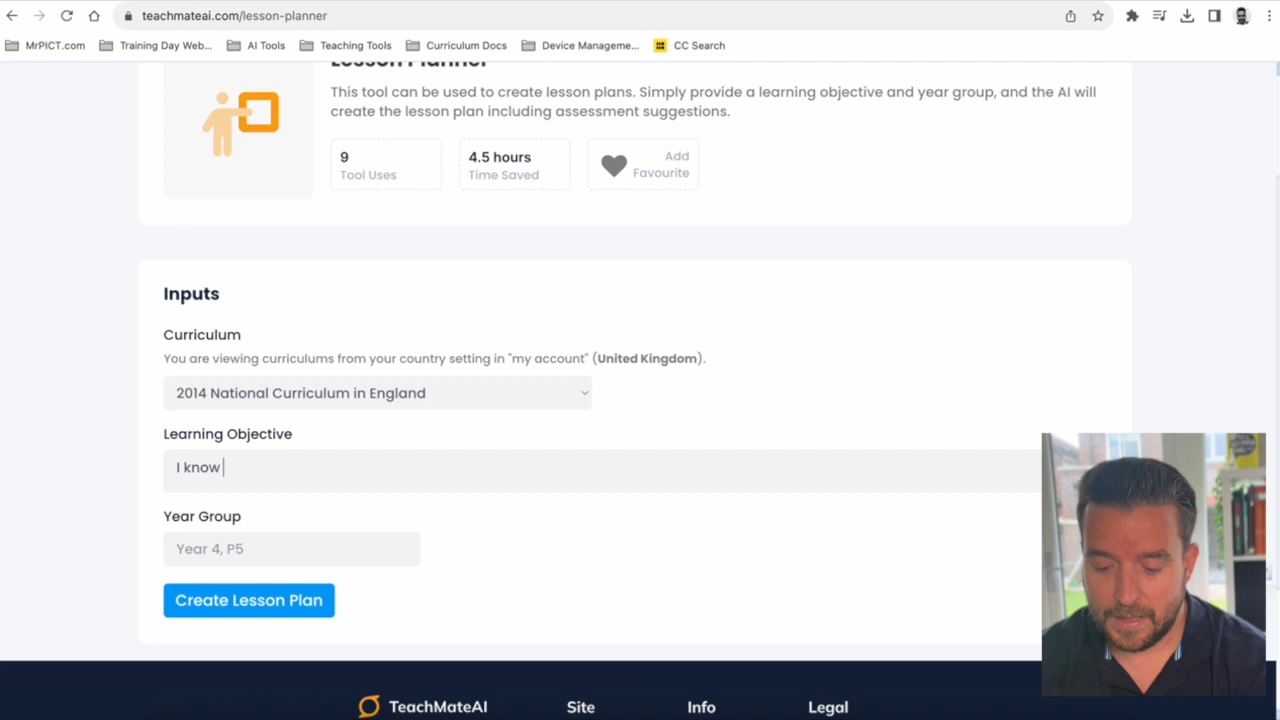 teachmateai.com/lesson-planner
MrPICT.com
Training Day Web...
AI Tools
Teaching Tools
Curriculum Docs
Device Manageme...
CC Search
Lesson Planner
This tool can be used to create lesson plans. Simply provide a learning objective and year group, and the AI will
create the lesson plan including assessment suggestions.
9
Tool Uses
4.5 hours
Time Saved
Add
Favourite
Inputs
Curriculum
You are viewing curriculums from your country setting in "my account" (United Kingdom).
2014 National Curriculum in England
Learning Objective
I know
Year Group
Year 4, P5
Create Lesson Plan
TeachMateAI
Site
Info
Legal